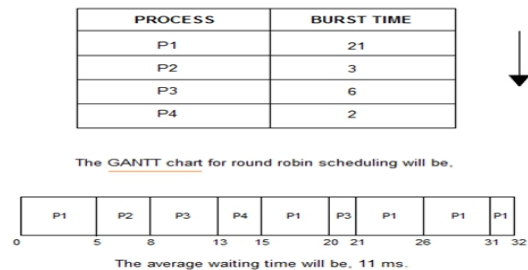 PROCESS BURST TIME
P1 21
P2 3
P3 6
P4 2
The GANTT chart for round robin scheduling will be,
P1 P2 P3 P4 P1 P3 P1 P1 P1
0 5 8 13 15 20 21 26 31 32
The average waiting time will be, 11 ms.